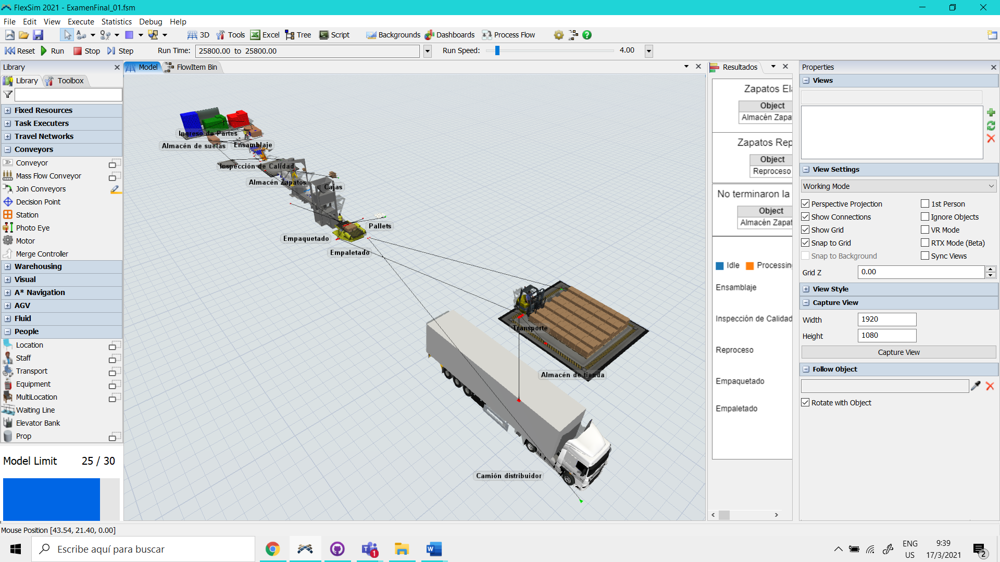 FlexSim 2021 - ExamenFinal_01.fsm
File Edit View Execute Statistics Debug Help
3D Tools Excel Tree Script Backgrounds Dashboards Process Flow
Reset Run Stop Step Run Time: 25800.00 to 25800.00 Run Speed: 4.00
Library
Library Toolbox
Fixed Resources
Task Executers
Travel Networks
Conveyors
Conveyor
Mass Flow Conveyor
Join Conveyors
Decision Point
Station
Photo Eye
Motor
Merge Controller
Warehousing
Visual
A* Navigation
AGV
Fluid
People
Location
Staff
Transport
Equipment
MultiLocation
Waiting Line
Elevator Bank
Prop
Model Limit 25 / 30
Model FlowItem Bin
Ingreso de Partes
Almacén de suelas
Ensamblaje
Inspección de Calidad
Almacén Zapatos
Cajas
Pallets
Empaquetado
Empaletado
Transporte
Almacén de tienda
Camión distribuidor
Resultados
Zapatos Ela
Object
Almacén Zapa
Zapatos Rep
Object
Reproceso
No terminaron la
Object
Almacén Zapat
Idle Processing
Ensamblaje
Inspección de Calidad
Reproceso
Empaquetado
Empaletado
Properties
Views
View Settings
Working Mode
Perspective Projection 1st Person
Show Connections Ignore Objects
Show Grid VR Mode
Snap to Grid RTX Mode (Beta)
Snap to Background Sync Views
Grid Z 0.00
View Style
Capture View
Width 1920
Height 1080
Capture View
Follow Object
Rotate with Object
Mouse Position [43.54, 21.40, 0.00]
Escribe aquí para buscar
1
ENG
US
9:39
17/3/2021
2